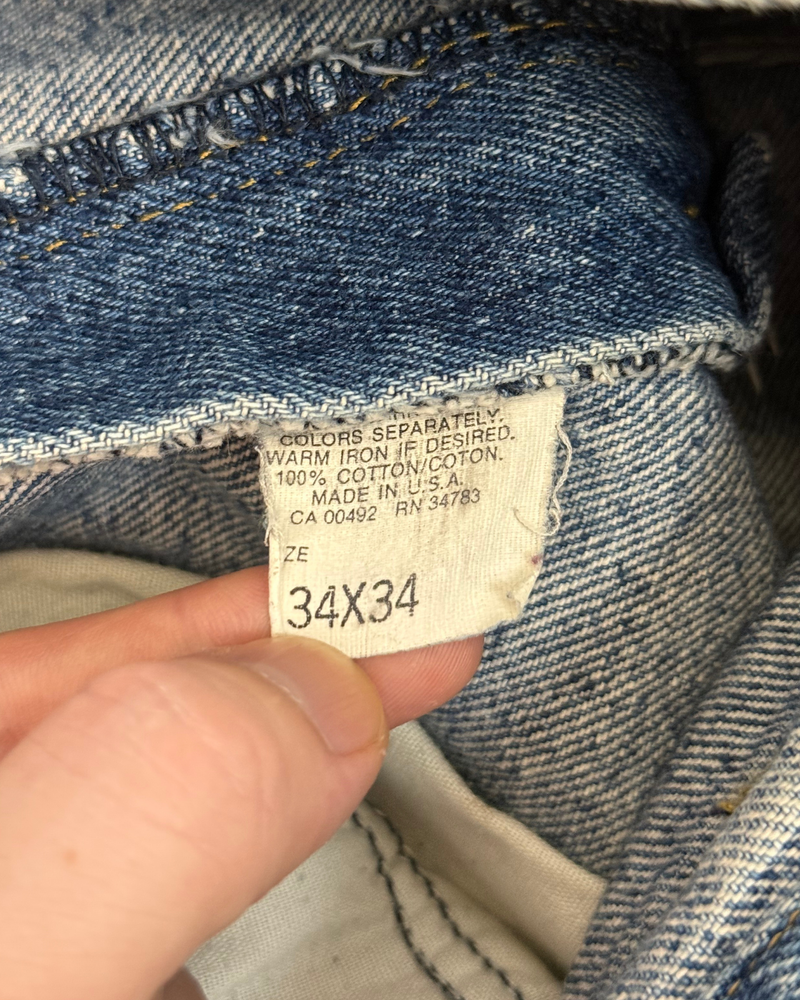 COLORS SEPARATELY.
WARM IRON IF DESIRED.
100% COTTON/COTON.
MADE IN U.S.A.
CA 00492 RN 34783
ZE
34X34